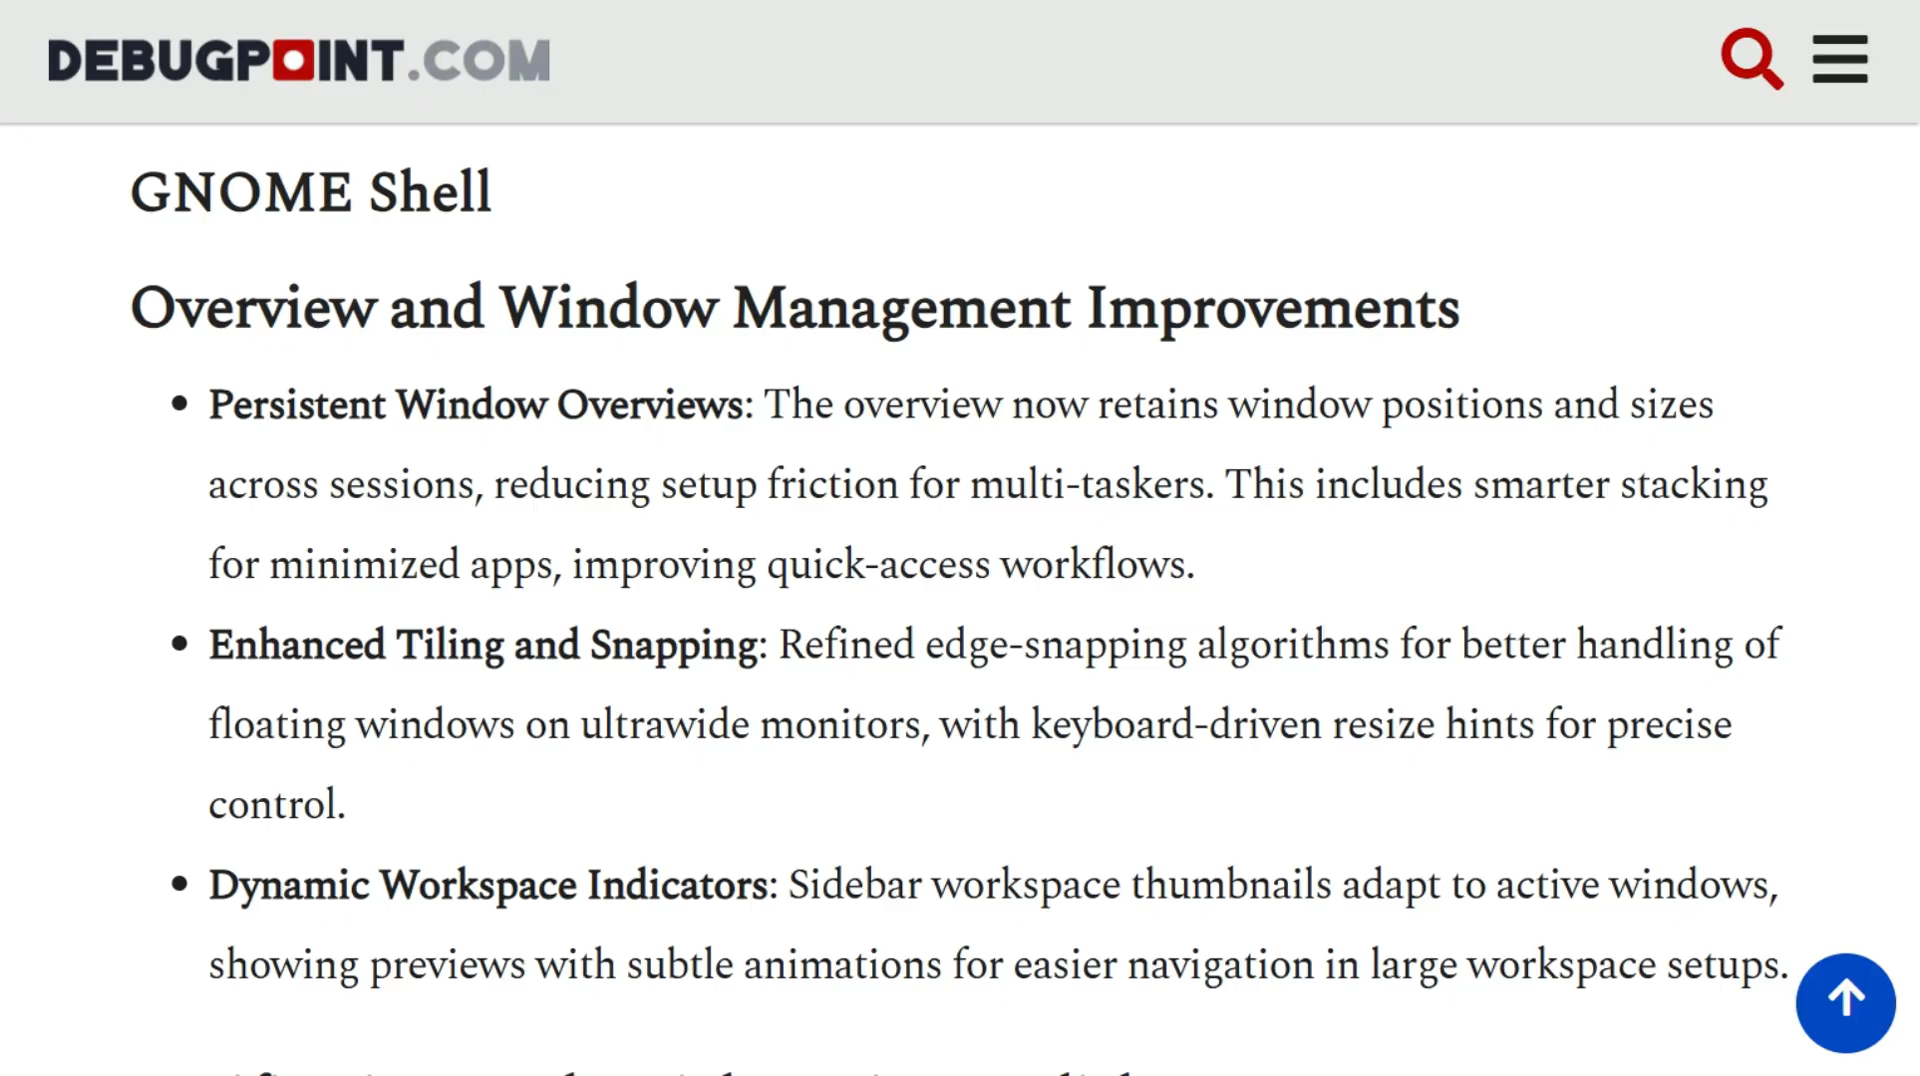 DEBUGPOINT.COM
GNOME Shell
Overview and Window Management Improvements
• Persistent Window Overviews: The overview now retains window positions and sizes
across sessions, reducing setup friction for multi-taskers. This includes smarter stacking
for minimized apps, improving quick-access workflows.
• Enhanced Tiling and Snapping: Refined edge-snapping algorithms for better handling of
floating windows on ultrawide monitors, with keyboard-driven resize hints for precise
control.
• Dynamic Workspace Indicators: Sidebar workspace thumbnails adapt to active windows,
showing previews with subtle animations for easier navigation in large workspace setups.